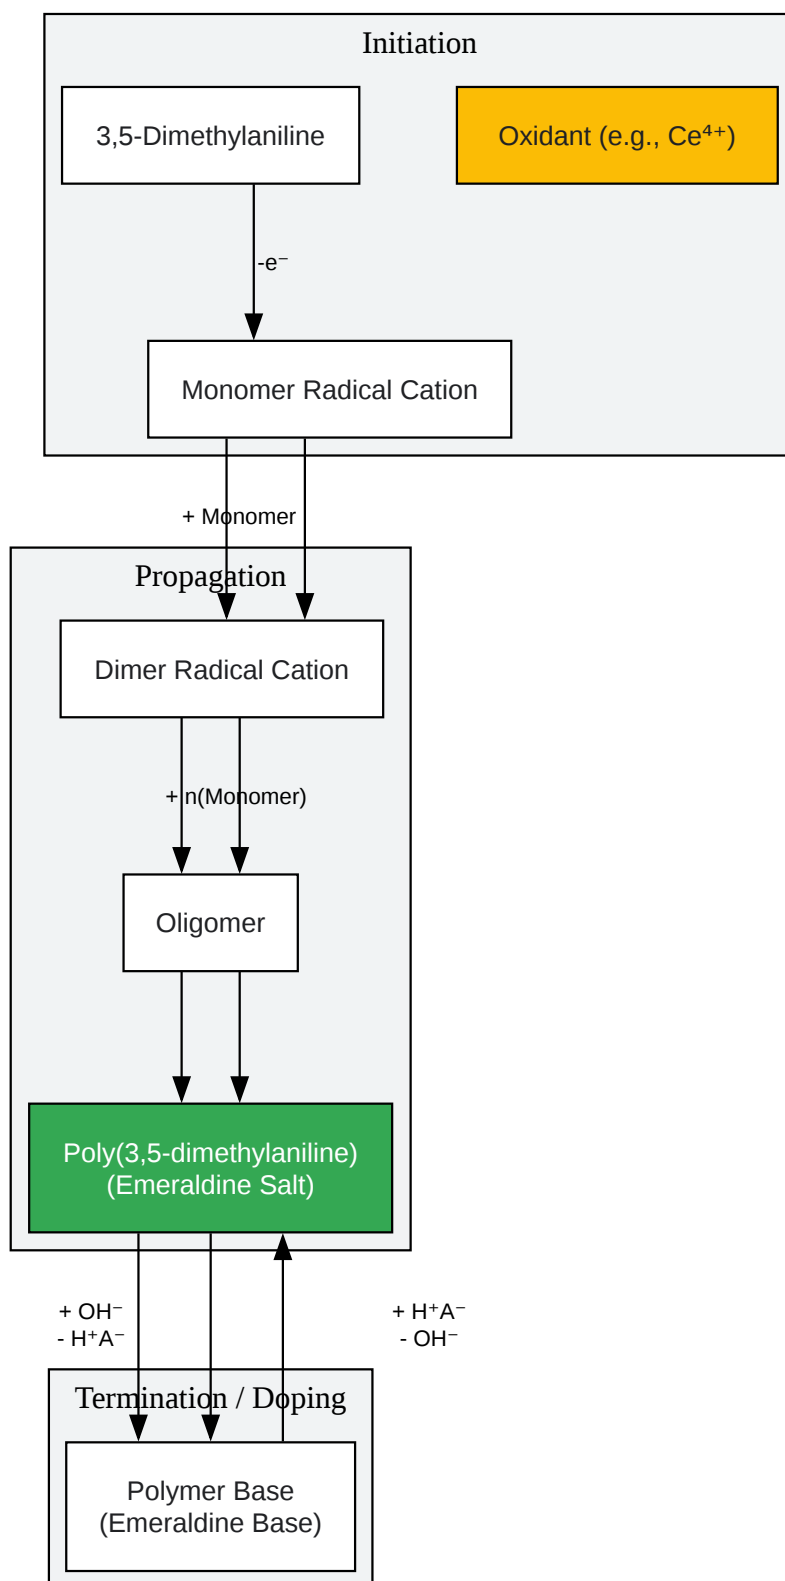 Initiation
3,5-Dimethylaniline
Oxidant (e.g., Ce⁴⁺)
-e⁻
Monomer Radical Cation
+ Monomer
Propagation
Dimer Radical Cation
+ n(Monomer)
Oligomer
Poly(3,5-dimethylaniline)
(Emeraldine Salt)
+ OH⁻
- H⁺A⁻
+ H⁺A⁻
- OH⁻
Termination / Doping
Polymer Base
(Emeraldine Base)